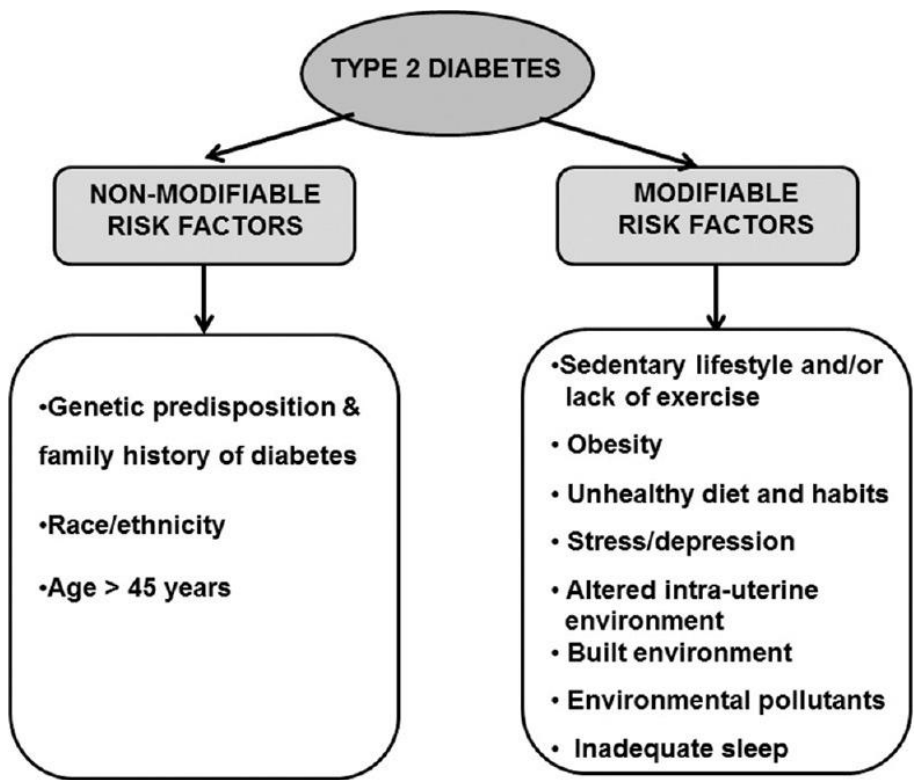 TYPE 2 DIABETES
NON-MODIFIABLE
RISK FACTORS
•Genetic predisposition &
family history of diabetes
•Race/ethnicity
•Age > 45 years
MODIFIABLE
RISK FACTORS
•Sedentary lifestyle and/or
lack of exercise
• Obesity
• Unhealthy diet and habits
• Stress/depression
• Altered intra-uterine
environment
• Built environment
• Environmental pollutants
• Inadequate sleep